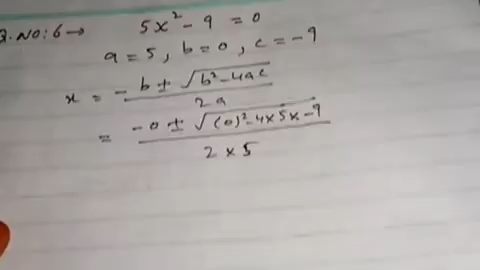 Q.NO:6→ 5x² - 9 = 0
a = 5, b = 0, c = -9
x = -b ± √b² - 4ac / 2a
= -0 ± √(0)² - 4×5×-9 / 2 × 5